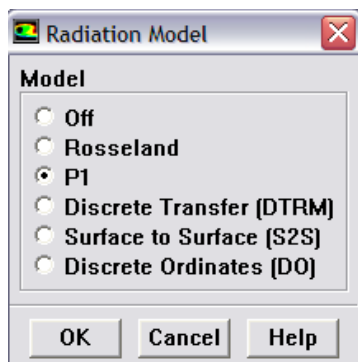 Radiation Model
Model
Off
Rosseland
P1
Discrete Transfer (DTRM)
Surface to Surface (S2S)
Discrete Ordinates (DO)
OK Cancel Help